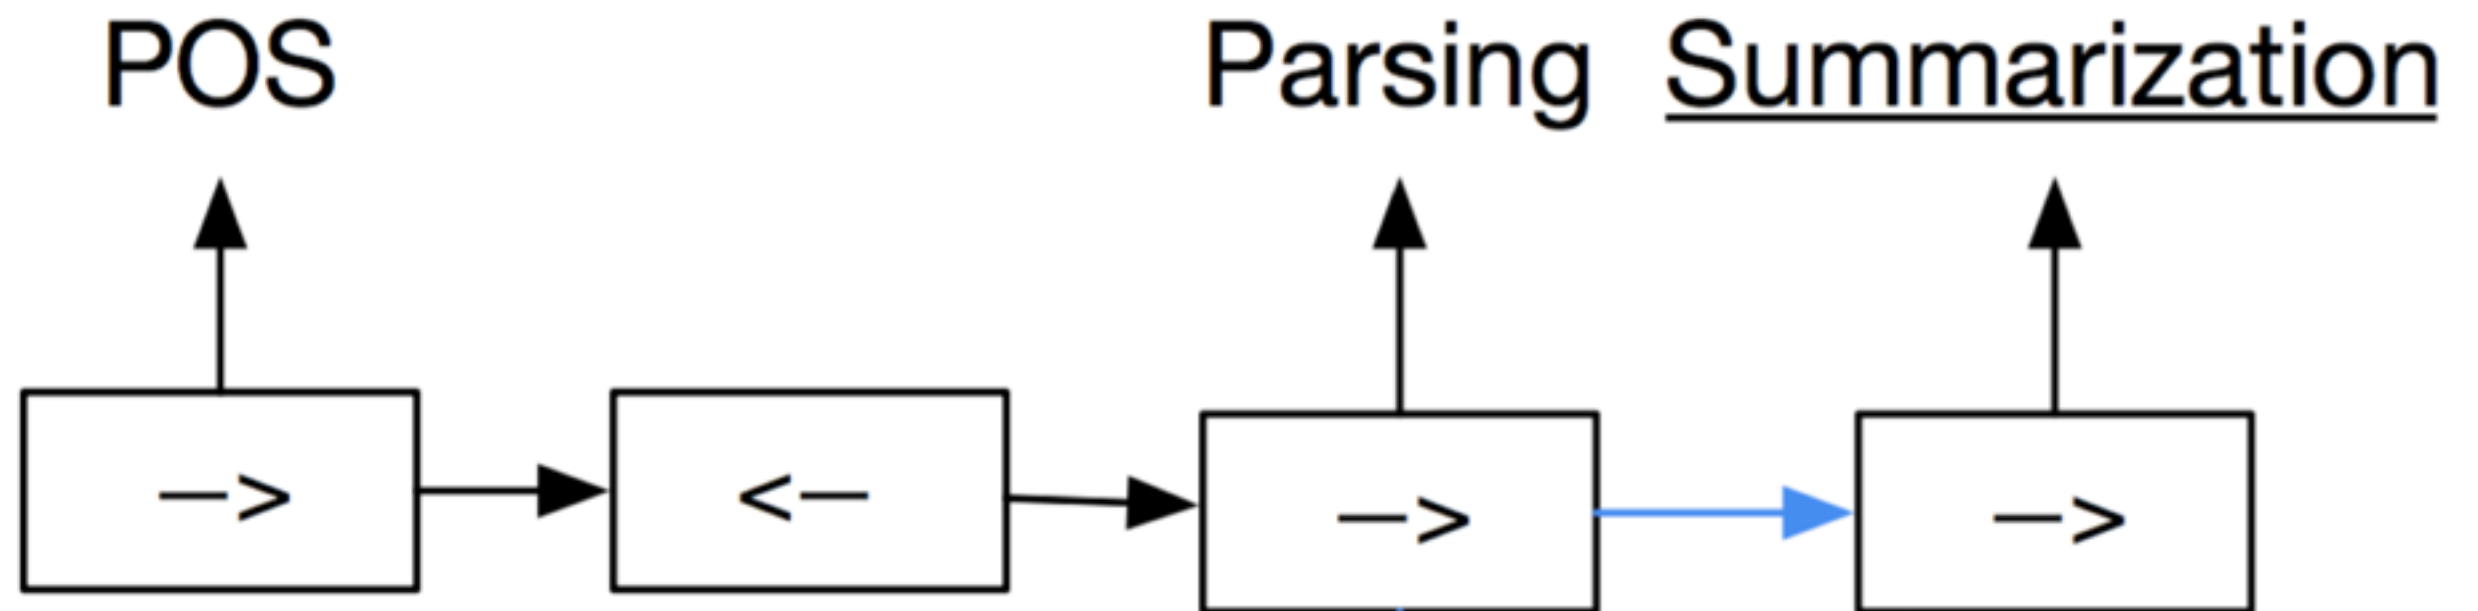 POS Parsing Summarization
—> <— —> —>